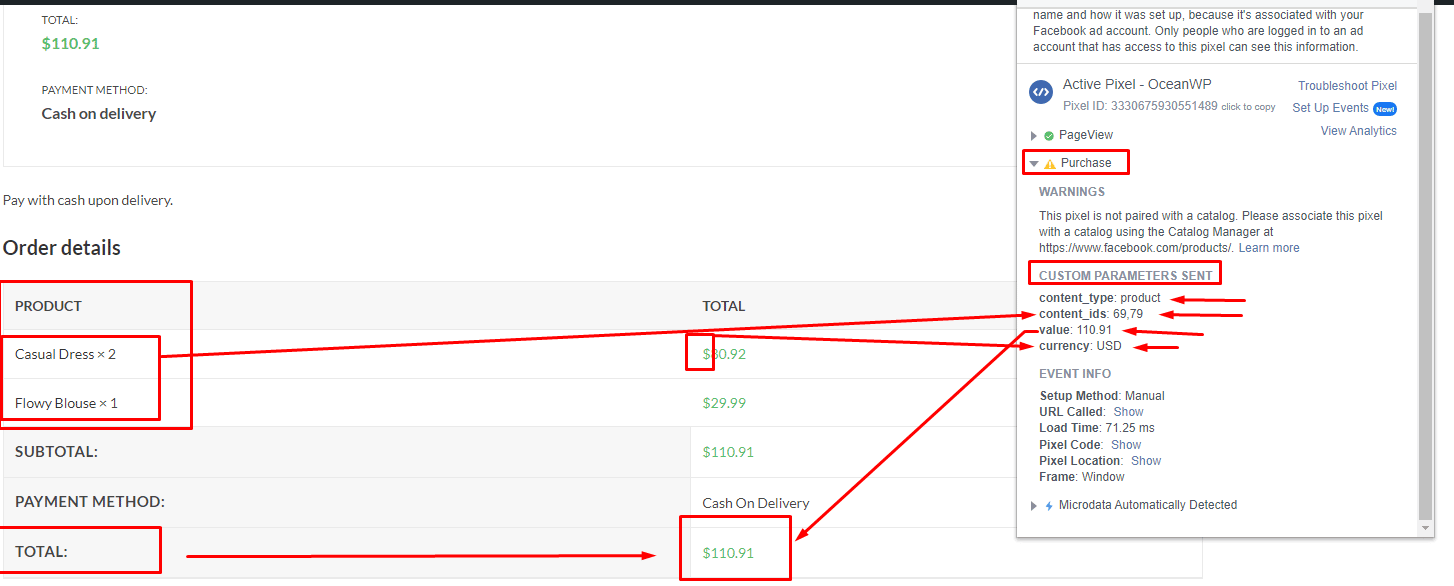 TOTAL:
$110.91
PAYMENT METHOD:
Cash on delivery
Pay with cash upon delivery.
Order details
PRODUCT TOTAL
Casual Dress × 2 $80.92
Flowy Blouse × 1 $29.99
SUBTOTAL: $110.91
PAYMENT METHOD: Cash On Delivery
TOTAL: $110.91
name and how it was set up, because it's associated with your
Facebook ad account. Only people who are logged in to an ad
account that has access to this pixel can see this information.
Active Pixel - OceanWP Troubleshoot Pixel
Pixel ID: 3330675930551489 click to copy Set Up Events New!
View Analytics
PageView
Purchase
WARNINGS
This pixel is not paired with a catalog. Please associate this pixel
with a catalog using the Catalog Manager at
https://www.facebook.com/products/. Learn more
CUSTOM PARAMETERS SENT
content_type: product
content_ids: 69,79
value: 110.91
currency: USD
EVENT INFO
Setup Method: Manual
URL Called: Show
Load Time: 71.25 ms
Pixel Code: Show
Pixel Location: Show
Frame: Window
Microdata Automatically Detected